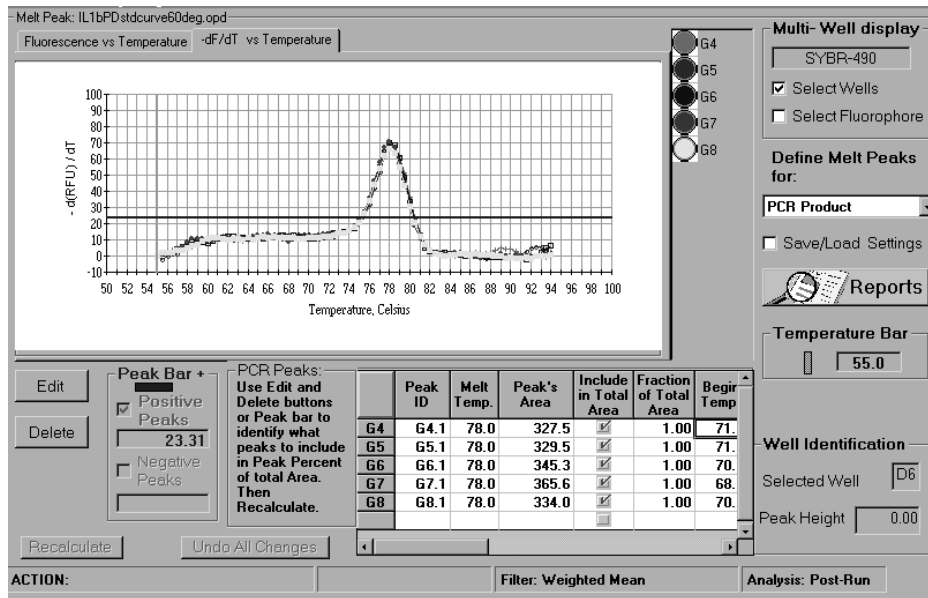 Melt Peak: IL1bPDstdcurve60deg.opd
Fluorescence vs Temperature
-dF/dT vs Temperature
100
90
80
70
60
50
40
30
20
10
0
-10
- d(RFU) / dT
50 52 54 56 58 60 62 64 66 68 70 72 74 76 78 80 82 84 86 88 90 92 94 96 98 100
Temperature, Celsius
G4
G5
G6
G7
G8
Multi- Well display
SYBR-490
Select Wells
Select Fluorophore
Define Melt Peaks
for:
PCR Product
Save/Load Settings
Reports
Temperature Bar
55.0
Edit
Delete
Peak Bar +
Positive
Peaks
23.31
Negative
Peaks
PCR Peaks:
Use Edit and
Delete buttons
or Peak bar to
identify what
peaks to include
in Peak Percent
of total Area.
Then
Recalculate.
Peak ID Melt Temp. Peak's Area Include in Total Area Fraction of Total Area Temp
G4 G4.1 78.0 327.5 1.00 71.
G5 G5.1 78.0 329.5 1.00 71.
G6 G6.1 78.0 345.3 1.00 70.
G7 G7.1 78.0 365.6 1.00 68.
G8 G8.1 78.0 334.0 1.00 70.
Well Identification
Selected Well D6
Peak Height 0.00
Recalculate
Undo All Changes
ACTION:
Filter: Weighted Mean
Analysis: Post-Run